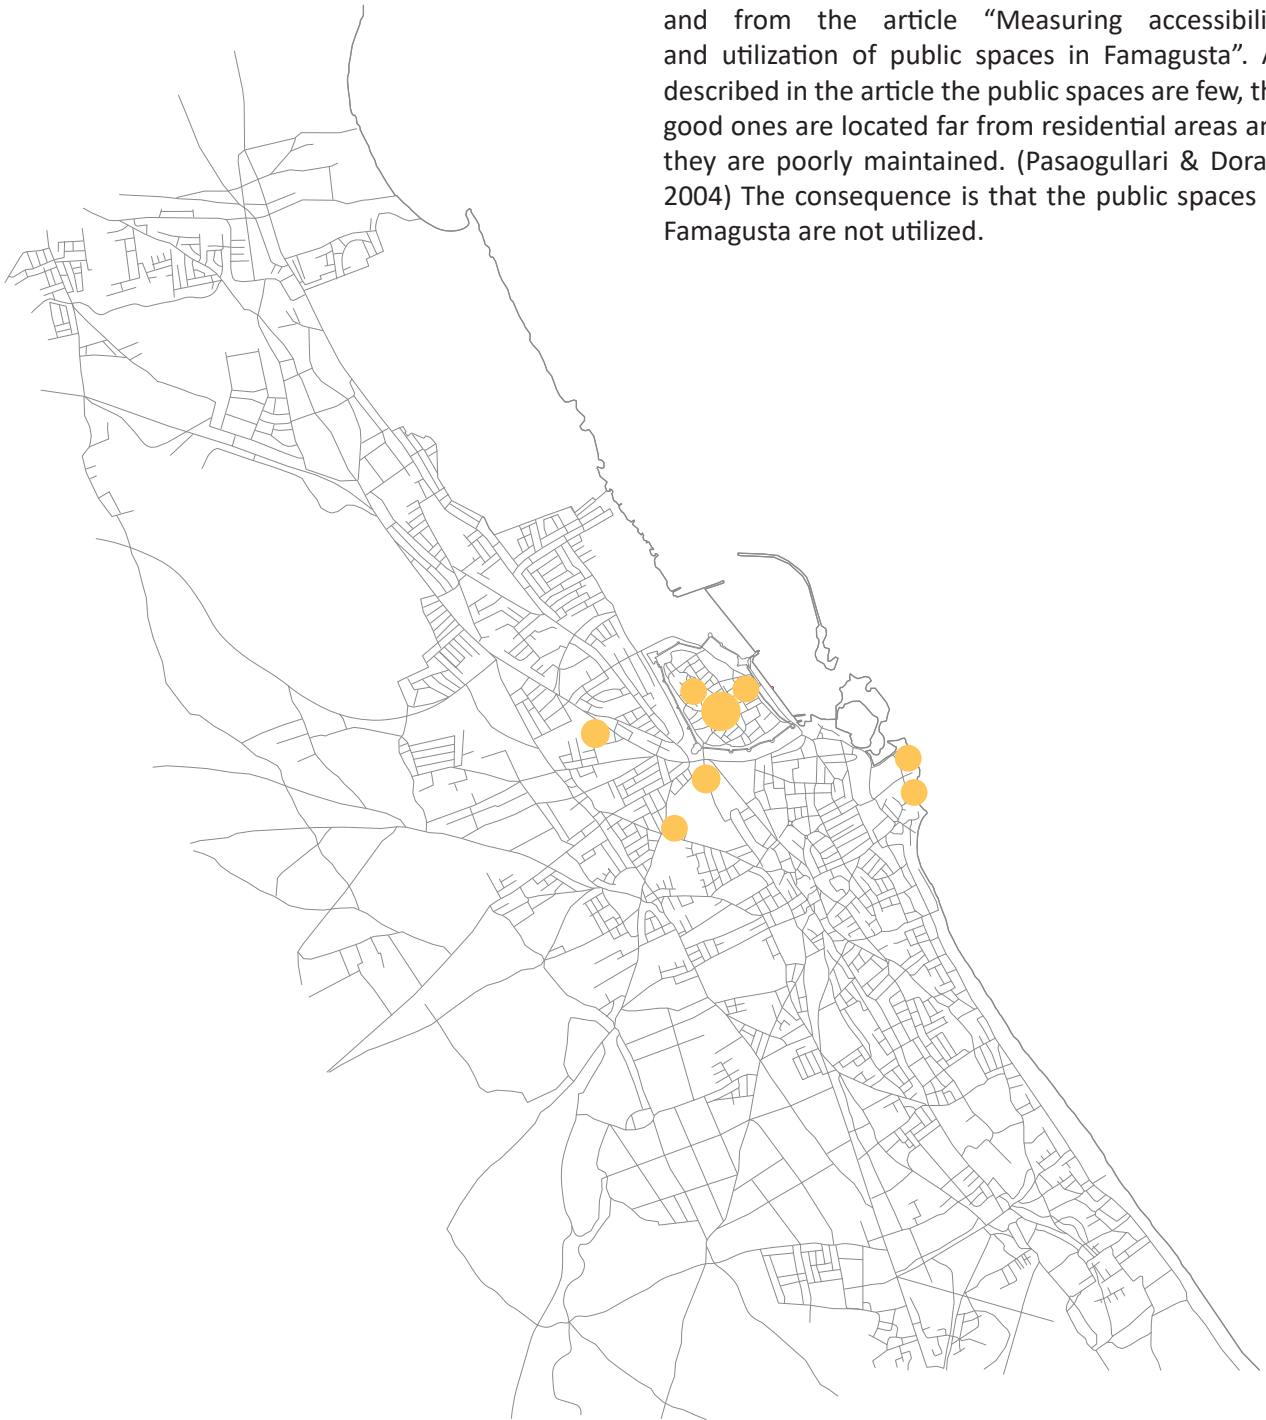 and from the article “Measuring accessibili
and utilization of public spaces in Famagusta”. A
described in the article the public spaces are few, th
good ones are located far from residential areas an
they are poorly maintained. (Pasaogullari & Dora
2004) The consequence is that the public spaces
Famagusta are not utilized.